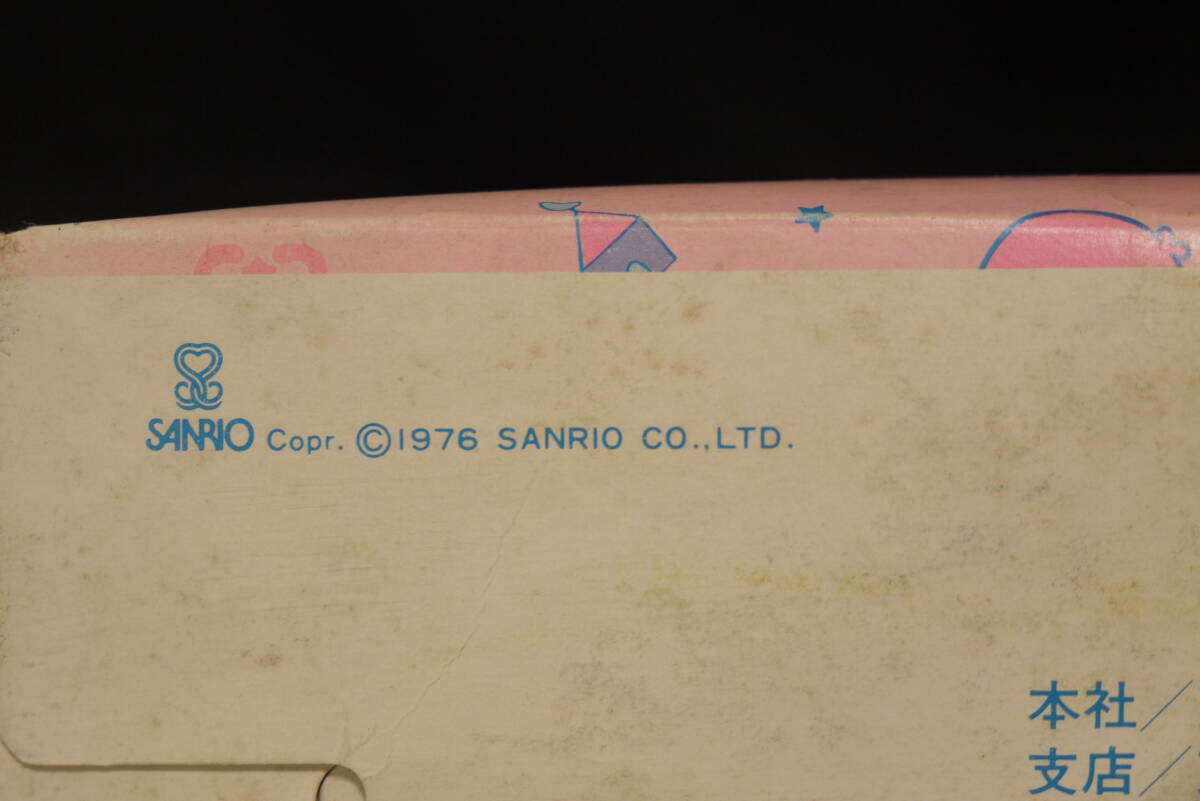 SANRIO Copr. ©1976 SANRIO CO.,LTD.
本社/
支店/